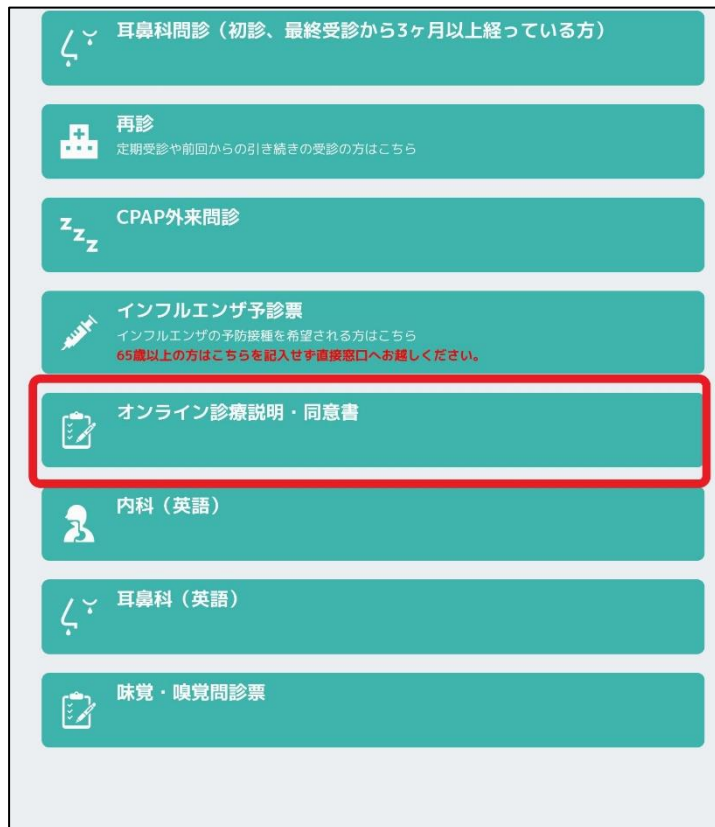 耳鼻科問診（初診、最終受診から3ヶ月以上経っている方）
再診
定期受診や前回からの引き続きの受診の方はこちら
zzz
CPAP外来問診
インフルエンザ予診票
インフルエンザの予防接種を希望される方はこちら
65歳以上の方はこちらを記入せず直接窓口へお越しください。
オンライン診療説明・同意書
内科（英語）
耳鼻科（英語）
味覚・嗅覚問診票